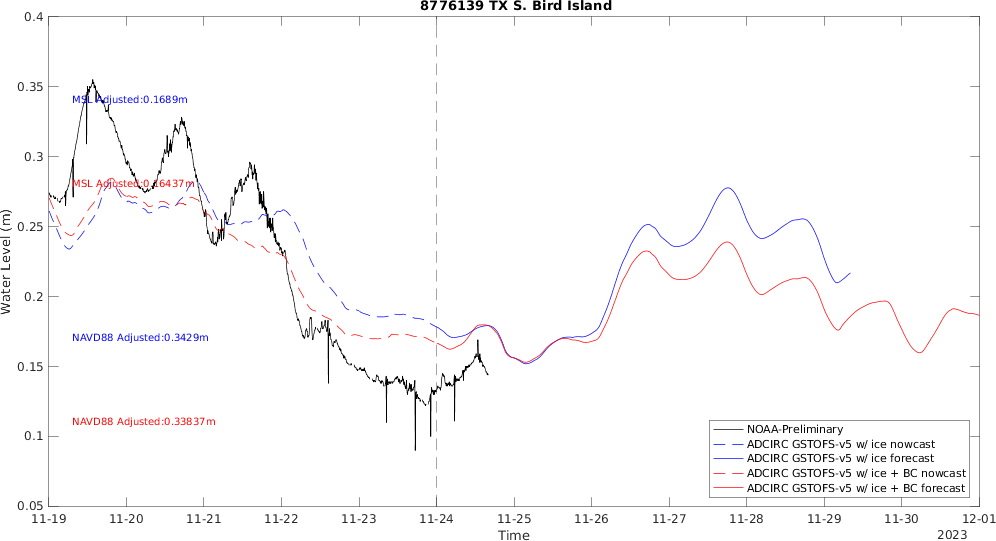 8776139 TX S. Bird Island
0.4
0.35
MSL Adjusted:0.1689m
0.3
MSL Adjusted:0.16437m
0.25
Water Level (m)
0.2
NAVD88 Adjusted:0.3429m
0.15
NAVD88 Adjusted:0.33837m
0.1
0.05
NOAA-Preliminary
ADCIRC GSTOFS-v5 w/ ice nowcast
ADCIRC GSTOFS-v5 w/ ice forecast
ADCIRC GSTOFS-v5 w/ ice + BC nowcast
ADCIRC GSTOFS-v5 w/ ice + BC forecast
11-19 11-20 11-21 11-22 11-23 11-24 11-25 11-26 11-27 11-28 11-29 11-30 12-01
Time
2023